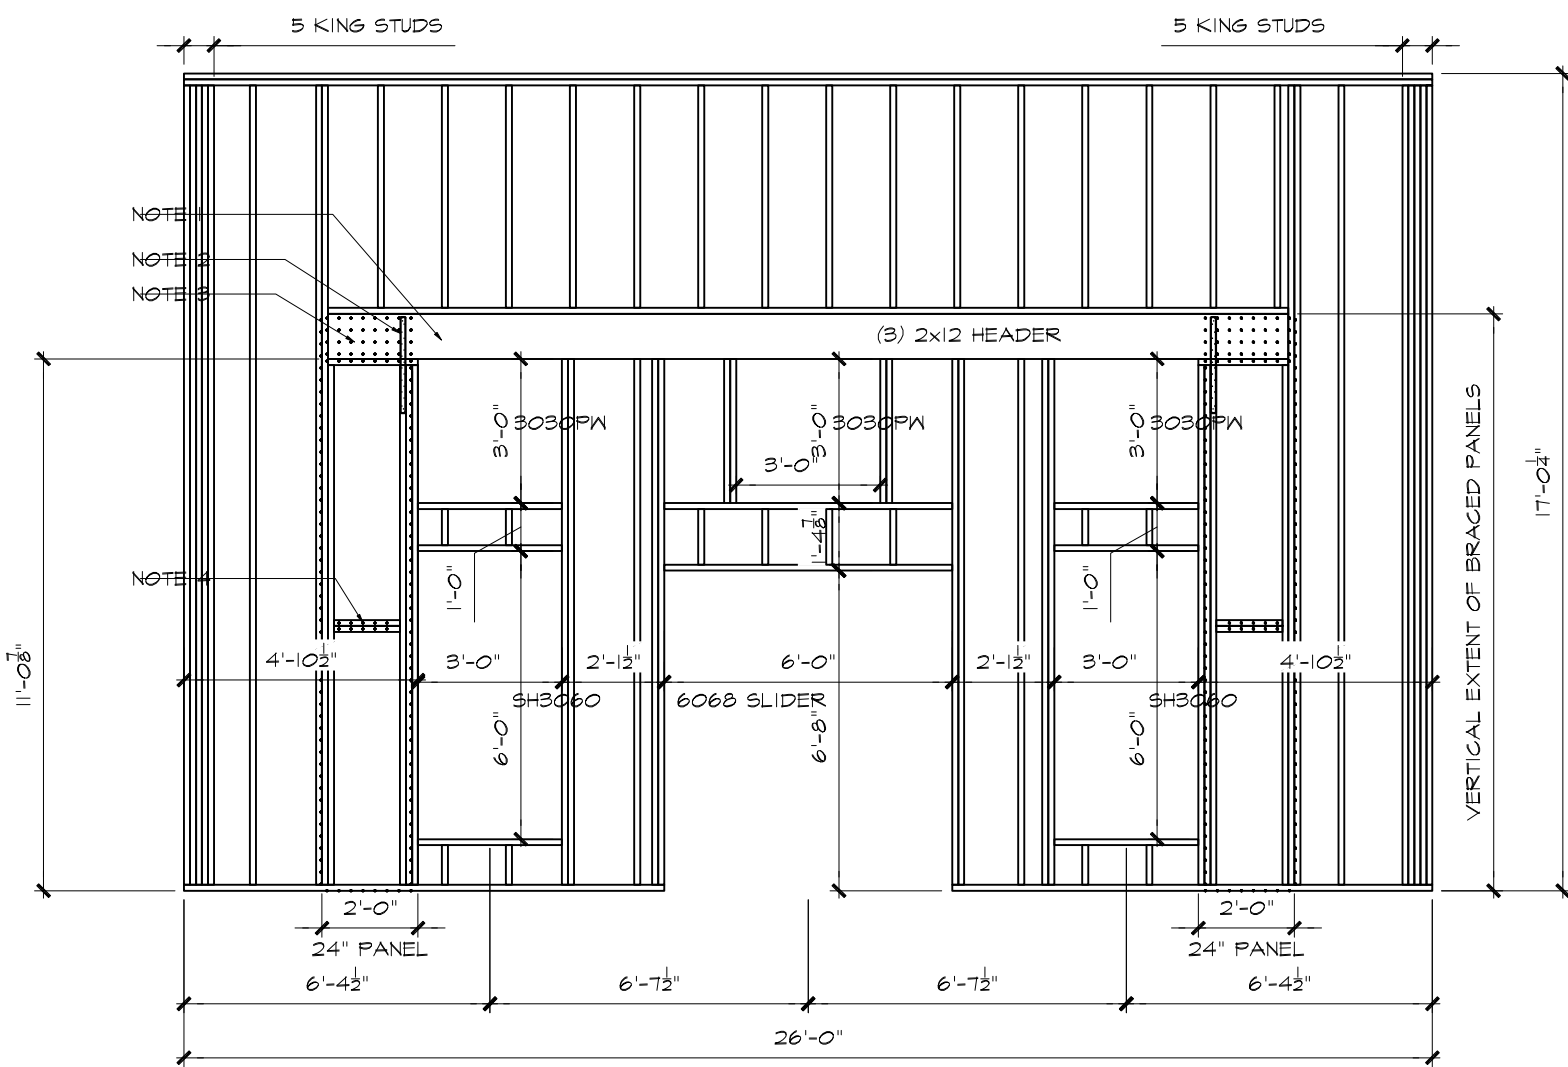 5 KING STUDS
5 KING STUDS
NOTE 1
NOTE 2
NOTE 3
(3) 2x12 HEADER
3'-0"
3030PW
3'-0"
3030PW
3'-0"
3030PW
3'-0"
VERTICAL EXTENT OF BRACED PANELS
17'-0 1/4"
1'-4 7/8"
NOTE 4
1'-0"
1'-0"
11'-0 7/8"
4'-10 1/2"
3'-0"
2'-1 1/2"
6'-0"
2'-1 1/2"
3'-0"
4'-10 1/2"
SH3060
6068 SLIDER
SH3060
6'-0"
6'-8"
6'-0"
2'-0"
2'-0"
24" PANEL
24" PANEL
6'-4 1/2"
6'-7 1/2"
6'-7 1/2"
6'-4 1/2"
26'-0"